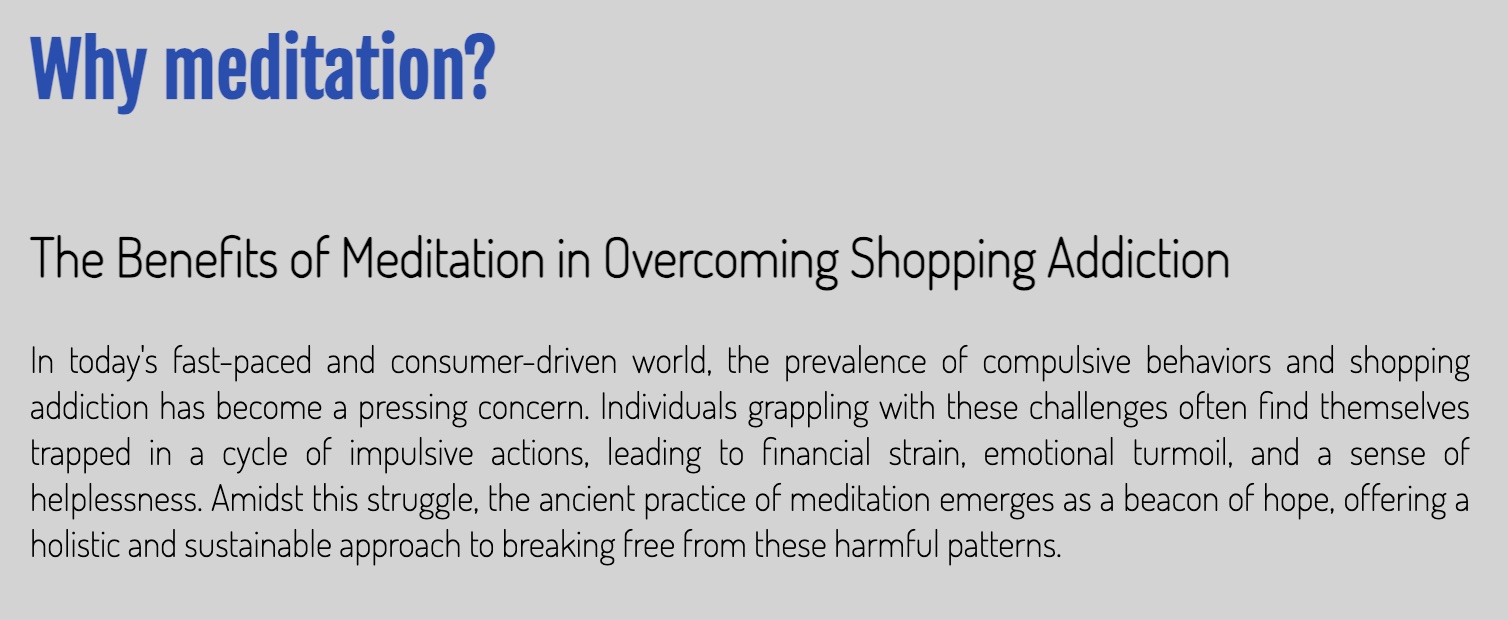 Why meditation?
The Benefits of Meditation in Overcoming Shopping Addiction
In today's fast-paced and consumer-driven world, the prevalence of compulsive behaviors and shopping
addiction has become a pressing concern. Individuals grappling with these challenges often find themselves
trapped in a cycle of impulsive actions, leading to financial strain, emotional turmoil, and a sense of
helplessness. Amidst this struggle, the ancient practice of meditation emerges as a beacon of hope, offering a
holistic and sustainable approach to breaking free from these harmful patterns.